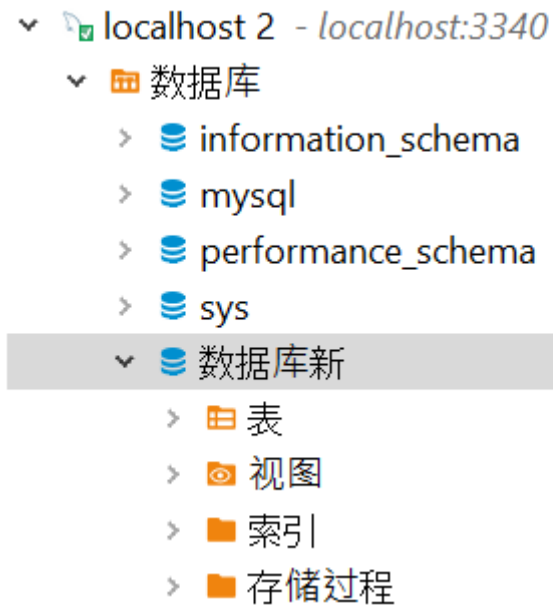 localhost 2 - localhost:3340
数据库
information_schema
mysql
performance_schema
sys
数据库新
表
视图
索引
存储过程